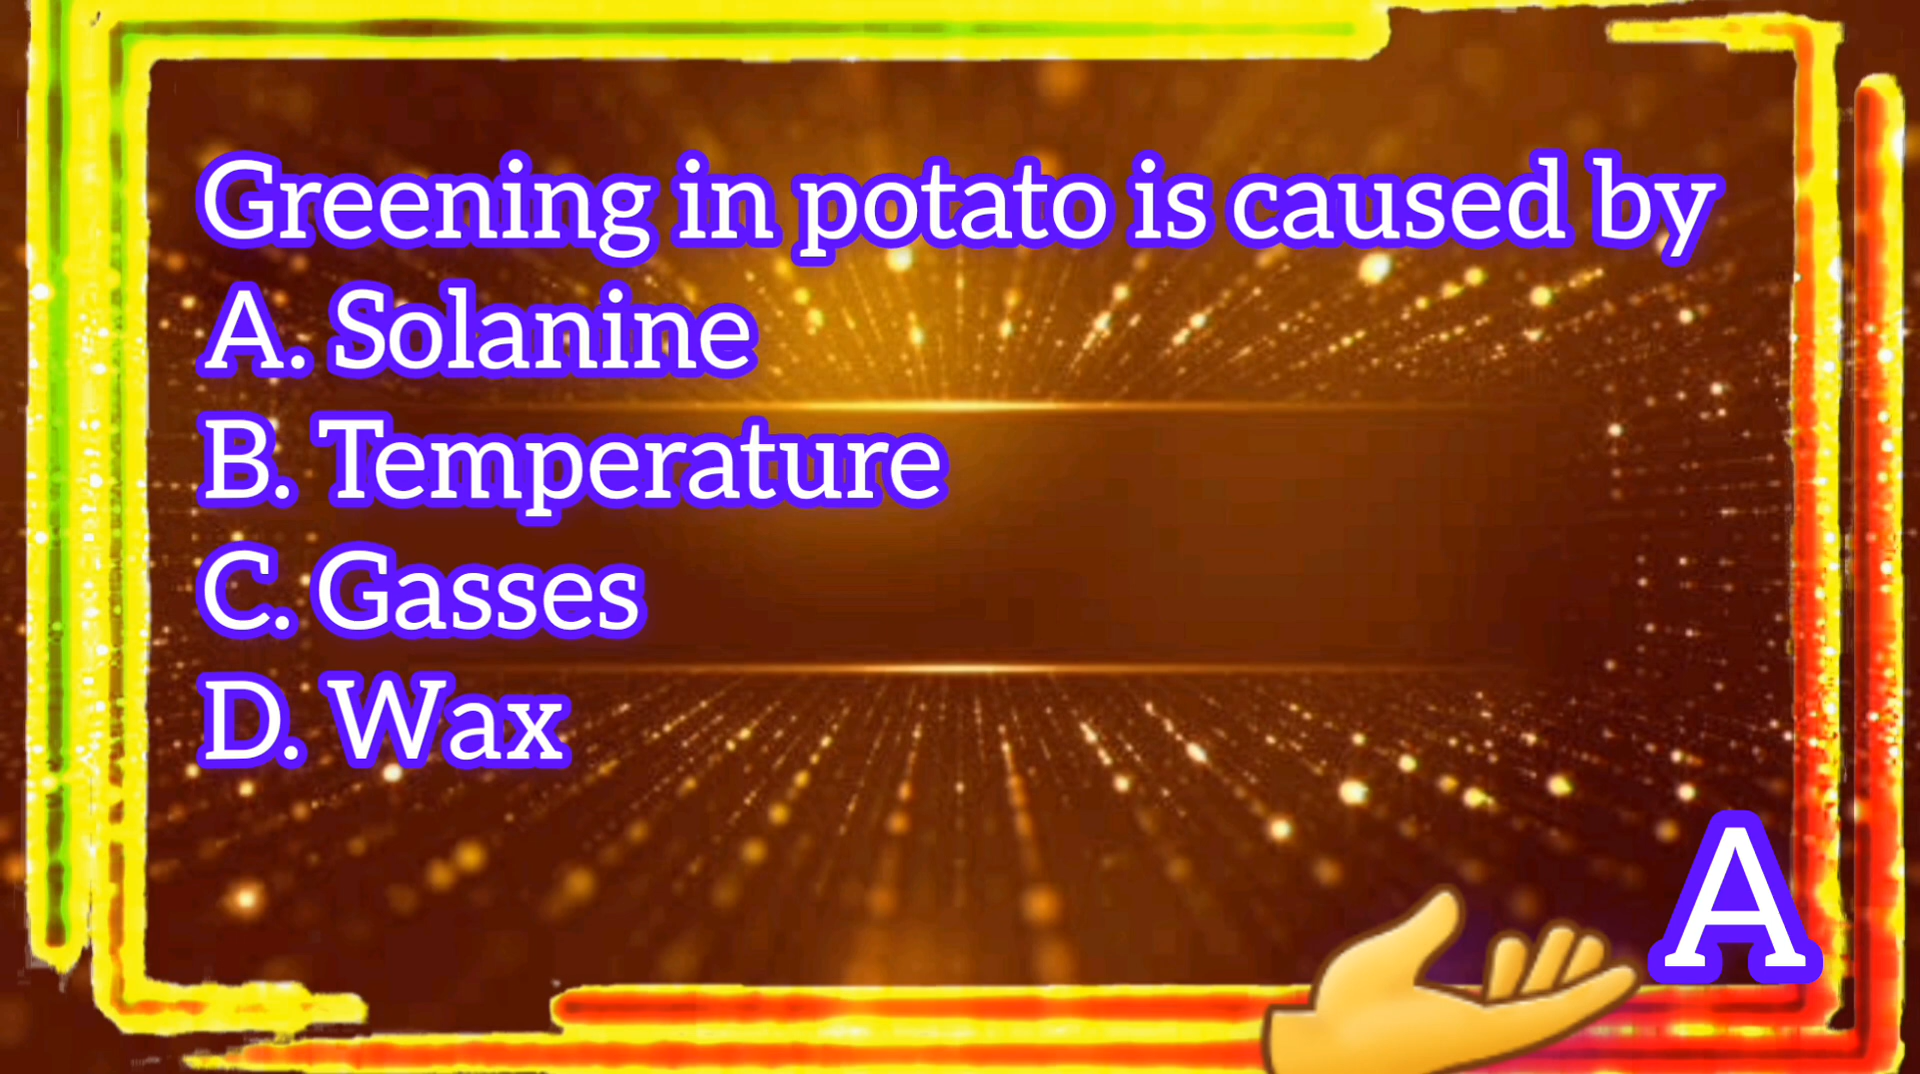 Greening in potato is caused by
A. Solanine
B. Temperature
C. Gasses
D. Wax
A